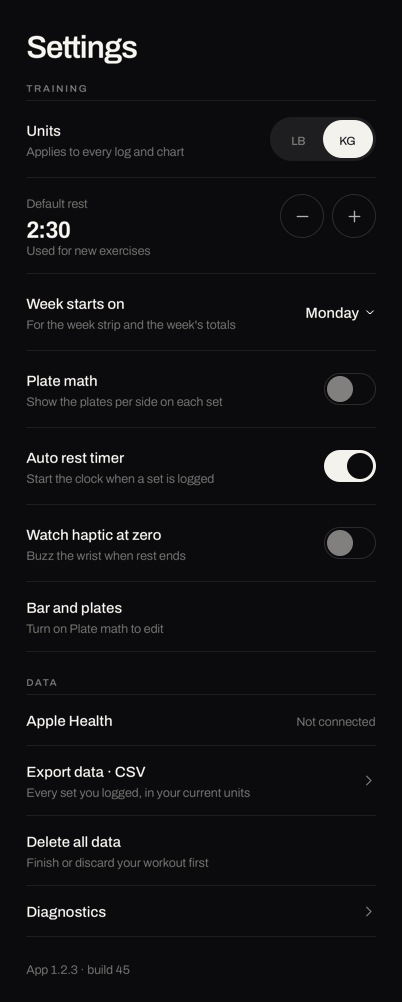 Settings
TRAINING
Units
Applies to every log and chart
LB
KG
Default rest
2:30
Used for new exercises
Week starts on
For the week strip and the week's totals
Monday
Plate math
Show the plates per side on each set
Auto rest timer
Start the clock when a set is logged
Watch haptic at zero
Buzz the wrist when rest ends
Bar and plates
Turn on Plate math to edit
DATA
Apple Health
Not connected
Export data · CSV
Every set you logged, in your current units
Delete all data
Finish or discard your workout first
Diagnostics
App 1.2.3 · build 45